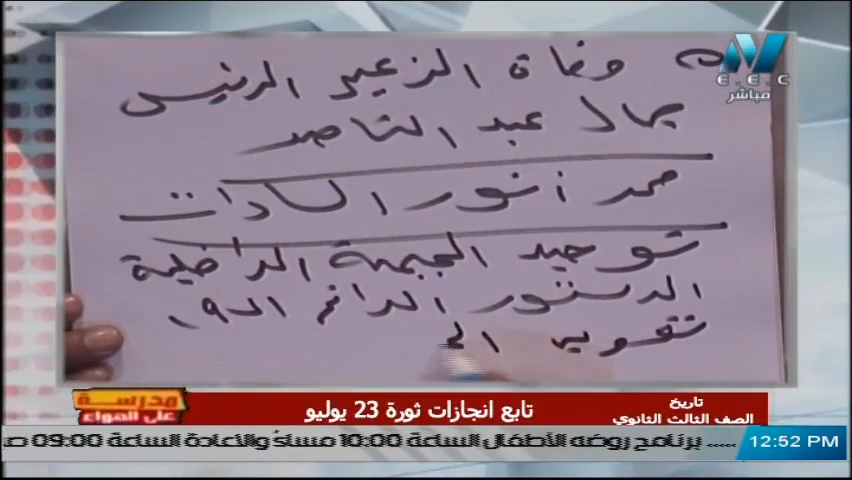 وفاة الزعيم الرئيس
جمال عبد الناصر
محمد أنور السادات
توحيد الجبهة الداخلية
الدستور الدائم
تقوية
E.E.C
مباشر
تاريخ
الصف الثالث الثانوي
تابع انجازات ثورة 23 يوليو
مدرسة
على الهواء
12:52 PM
..... برنامج روضه الأطفال الساعة 10:00 مساءً والاعادة الساعة 09:00